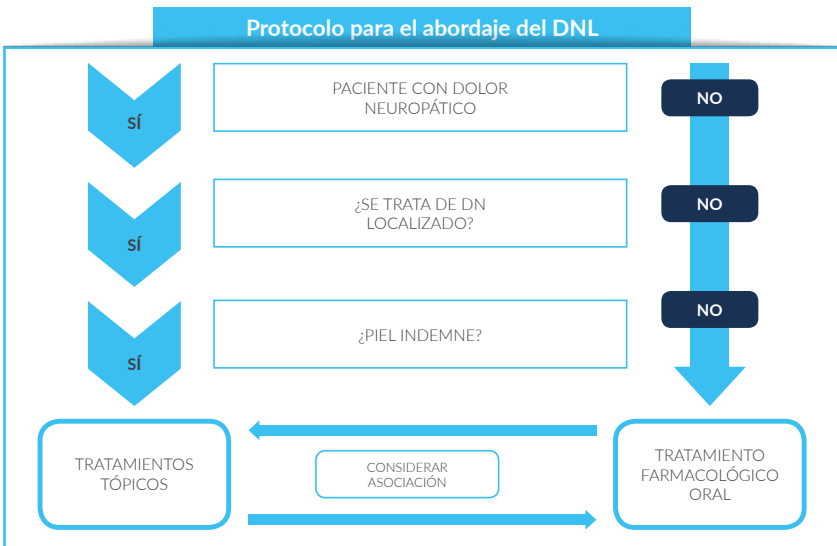 Protocolo para el abordaje del DNL
SÍ
PACIENTE CON DOLOR
NEUROPÁTICO
NO
SÍ
¿SE TRATA DE DN
LOCALIZADO?
NO
SÍ
¿PIEL INDEMNE?
NO
TRATAMIENTOS
TÓPICOS
CONSIDERAR
ASOCIACIÓN
TRATAMIENTO
FARMACOLÓGICO
ORAL